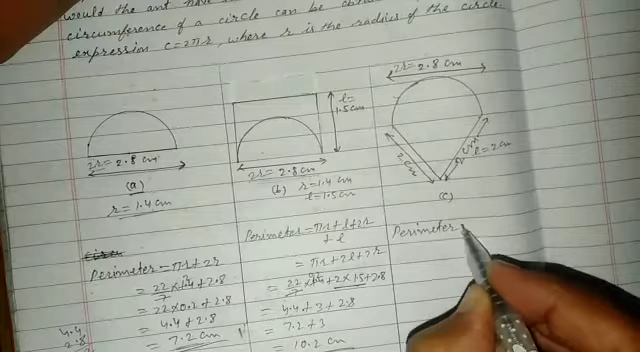 would the ant have
circumference of a circle can be
expression C=2πr, where r is the radius of the circle.
2r = 2.8 cm
(a)
r = 1.4 cm
Perimeter = πr + 2r
= 22/7 × 1.4 + 2.8
= 22 × 0.2 + 2.8
= 4.4 + 2.8
= 7.2 cm
4.4
2.8
l =
1.5 cm
2r = 2.8 cm
(b) r = 1.4 cm
l = 1.5 cm
Perimeter = πr + l + 2r
+ l
= πr + 2l + 2r
= 22/7 × 1.4 + 2 × 1.5 + 2.8
= 4.4 + 3 + 2.8
= 7.2 + 3
= 10.2 cm
2r = 2.8 cm
2 cm
l = 2 cm
(c)
Perimeter